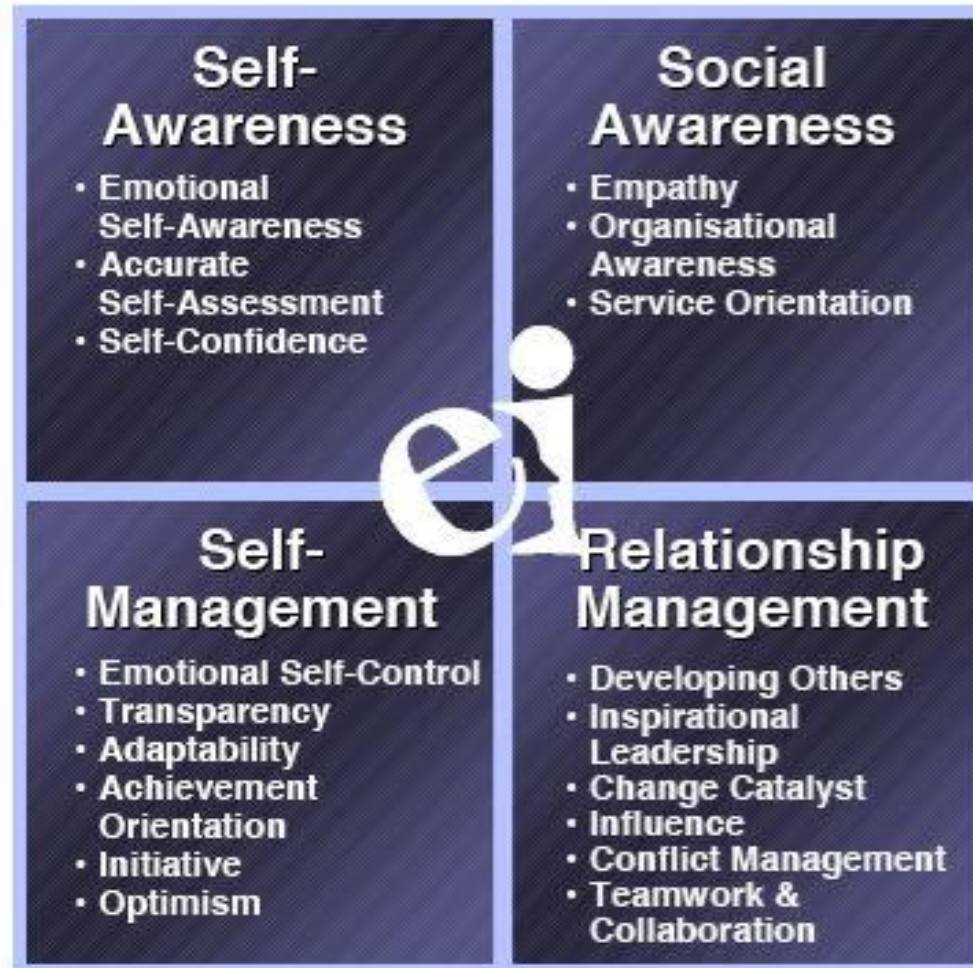 Self-
Awareness
• Emotional
Self-Awareness
• Accurate
Self-Assessment
• Self-Confidence
Social
Awareness
• Empathy
• Organisational
Awareness
• Service Orientation
ei
Self-
Management
• Emotional Self-Control
• Transparency
• Adaptability
• Achievement
Orientation
• Initiative
• Optimism
Relationship
Management
• Developing Others
• Inspirational
Leadership
• Change Catalyst
• Influence
• Conflict Management
• Teamwork &
Collaboration